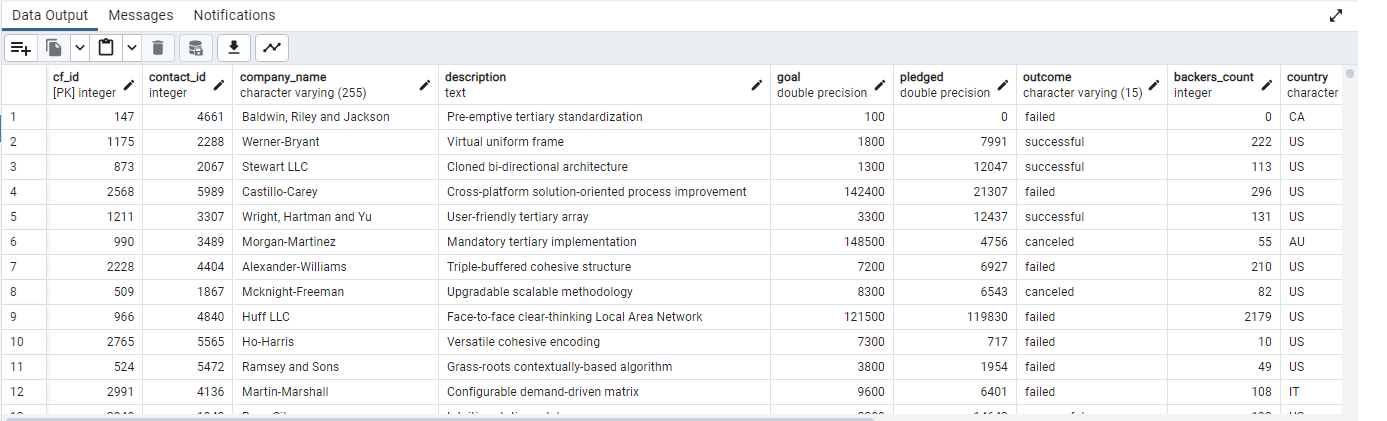 Data Output Messages Notifications
cf_id contact_id company_name description goal pledged outcome backers_count country
[PK] integer integer character varying (255) text double precision double precision character varying (15) integer character
1 147 4661 Baldwin, Riley and Jackson Pre-emptive tertiary standardization 100 0 failed 0 CA
2 1175 2288 Werner-Bryant Virtual uniform frame 1800 7991 successful 222 US
3 873 2067 Stewart LLC Cloned bi-directional architecture 1300 12047 successful 113 US
4 2568 5989 Castillo-Carey Cross-platform solution-oriented process improvement 142400 21307 failed 296 US
5 1211 3307 Wright, Hartman and Yu User-friendly tertiary array 3300 12437 successful 131 US
6 990 3489 Morgan-Martinez Mandatory tertiary implementation 148500 4756 canceled 55 AU
7 2228 4404 Alexander-Williams Triple-buffered cohesive structure 7200 6927 failed 210 US
8 509 1867 Mcknight-Freeman Upgradable scalable methodology 8300 6543 canceled 82 US
9 966 4840 Huff LLC Face-to-face clear-thinking Local Area Network 121500 119830 failed 2179 US
10 2765 5565 Ho-Harris Versatile cohesive encoding 7300 717 failed 10 US
11 524 5472 Ramsey and Sons Grass-roots contextually-based algorithm 3800 1954 failed 49 US
12 2991 4136 Martin-Marshall Configurable demand-driven matrix 9600 6401 failed 108 IT